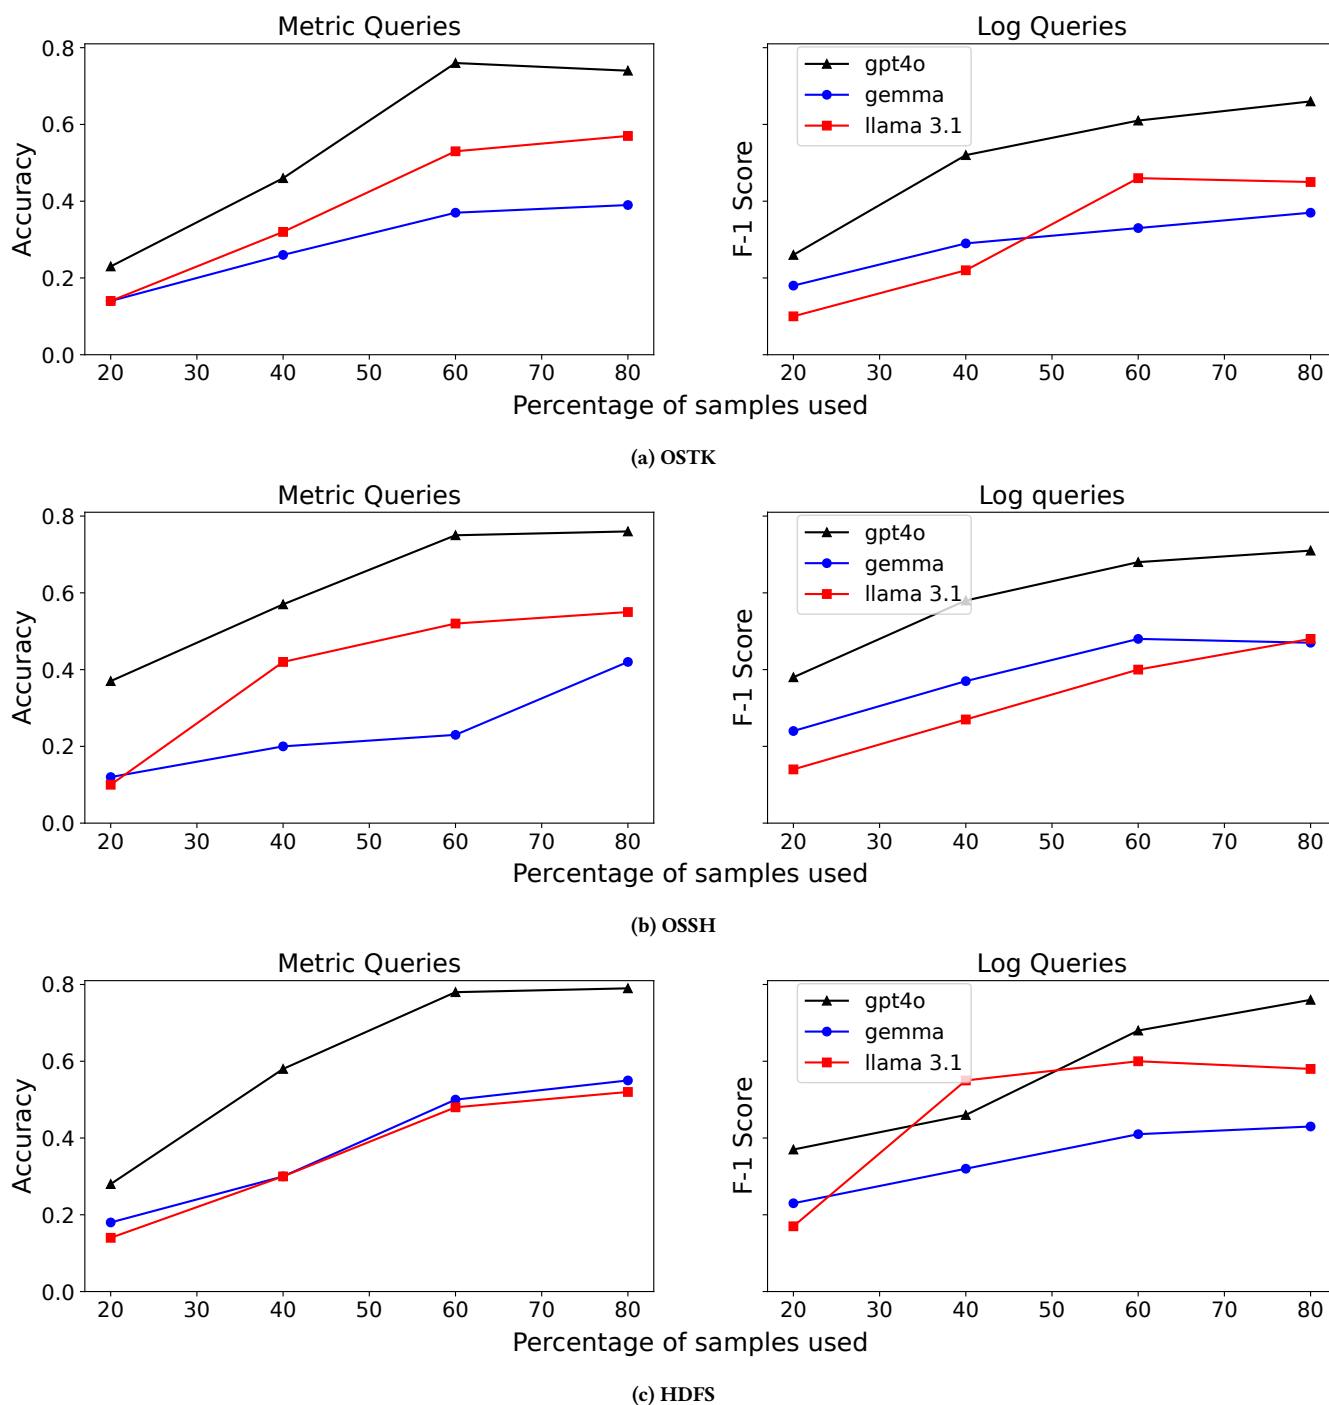 Metric Queries
Accuracy
0.8
0.6
0.4
0.2
0.0
20 30 40 50 60 70 80
Log Queries
F-1 Score
gpt4o
gemma
llama 3.1
20 30 40 50 60 70 80
Percentage of samples used
(a) OSTK
Metric Queries
Accuracy
0.8
0.6
0.4
0.2
0.0
20 30 40 50 60 70 80
Log queries
F-1 Score
gpt4o
gemma
llama 3.1
20 30 40 50 60 70 80
Percentage of samples used
(b) OSSH
Metric Queries
Accuracy
0.8
0.6
0.4
0.2
0.0
20 30 40 50 60 70 80
Log Queries
F-1 Score
gpt4o
gemma
llama 3.1
20 30 40 50 60 70 80
Percentage of samples used
(c) HDFS